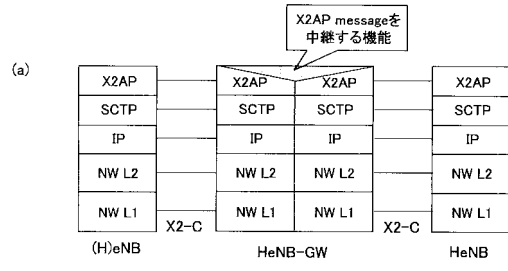 X2AP messageを
中継する機能
(a)
X2AP X2AP X2AP X2AP
SCTP SCTP SCTP SCTP
IP IP IP IP
NW L2 NW L2 NW L2 NW L2
NW L1 NW L1 NW L1 NW L1
X2-C X2-C
(H)eNB HeNB-GW HeNB